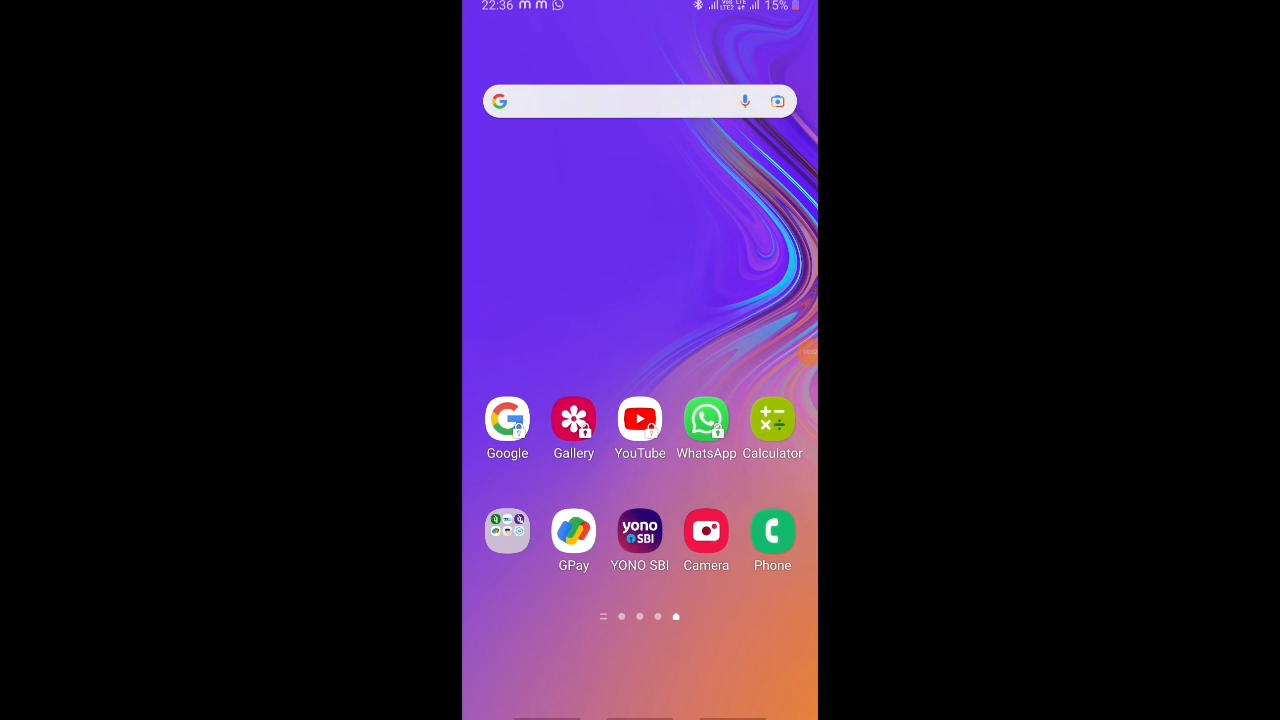 22:36 15%
Google Gallery YouTube WhatsApp Calculator
yono
SBI
GPay YONO SBI Camera Phone